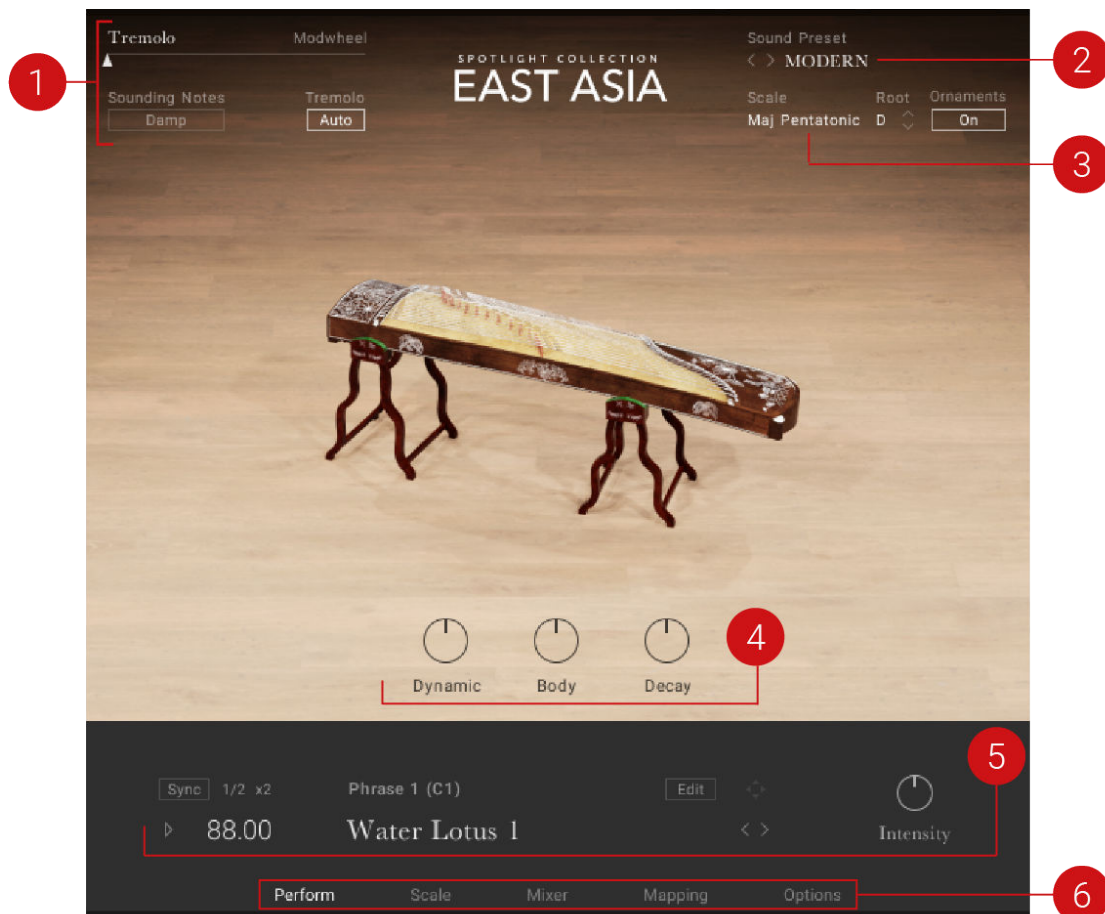 Tremolo Modwheel
Sounding Notes Tremolo
Damp Auto
SPOTLIGHT COLLECTION
EAST ASIA
Sound Preset
< > MODERN
Scale Root Ornaments
Maj Pentatonic D On
1
2
3
Dynamic Body Decay
4
5
Sync 1/2 x2 Phrase 1 (C1) Edit
88.00 Water Lotus 1 < > Intensity
Perform Scale Mixer Mapping Options
6